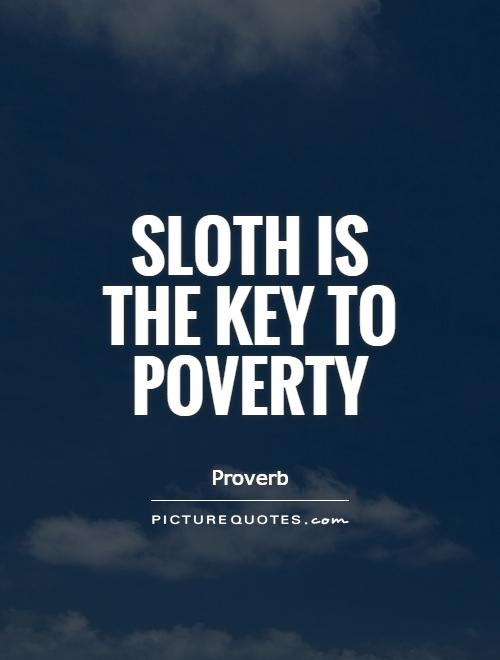 SLOTH IS
THE KEY TO
POVERTY
Proverb
PICTUREQUOTES.com